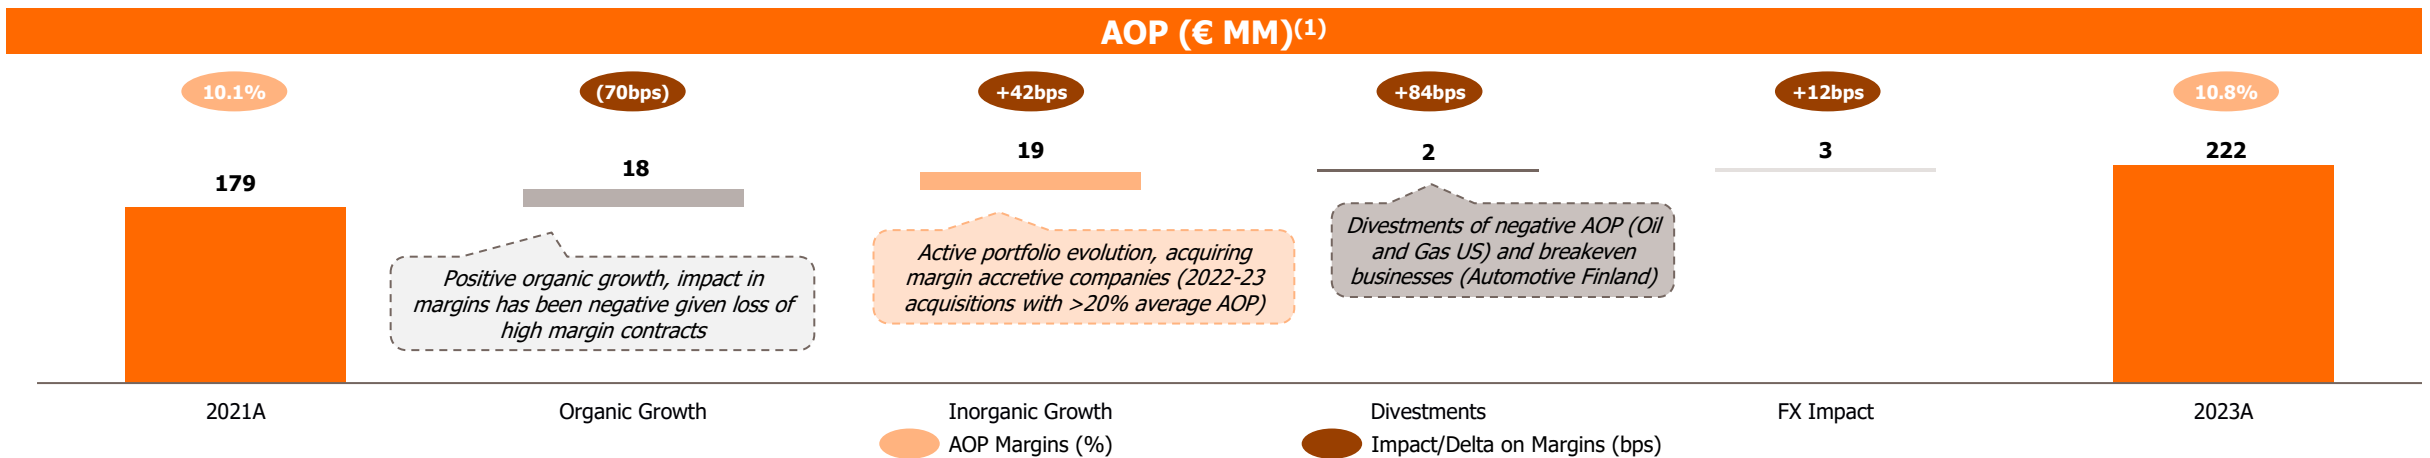 AOP (€ MM)(1)
10.1%
(70bps)
+42bps
+84bps
+12bps
10.8%
179
18
19
2
3
222
Positive organic growth, impact in
margins has been negative given loss of
high margin contracts
Active portfolio evolution, acquiring
margin accretive companies (2022-23
acquisitions with >20% average AOP)
Divestments of negative AOP (Oil
and Gas US) and breakeven
businesses (Automotive Finland)
2021A
Organic Growth
Inorganic Growth
Divestments
FX Impact
2023A
AOP Margins (%)
Impact/Delta on Margins (bps)